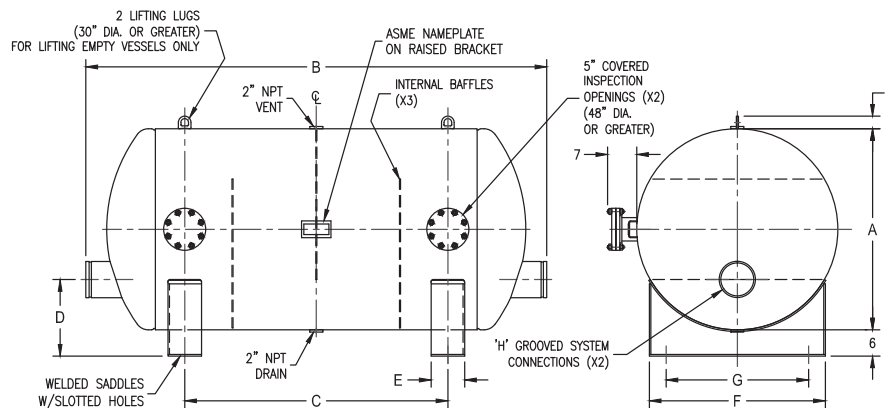 2 LIFTING LUGS
(30" DIA. OR GREATER)
FOR LIFTING EMPTY VESSELS ONLY
ASME NAMEPLATE
ON RAISED BRACKET
B
℄
2" NPT
VENT
INTERNAL BAFFLES
(X3)
5" COVERED
INSPECTION
OPENINGS (X2)
(48" DIA.
OR GREATER)
7
A
D
6
'H' GROOVED SYSTEM
CONNECTIONS (X2)
2" NPT
DRAIN
E
WELDED SADDLES
W/SLOTTED HOLES
C
G
F